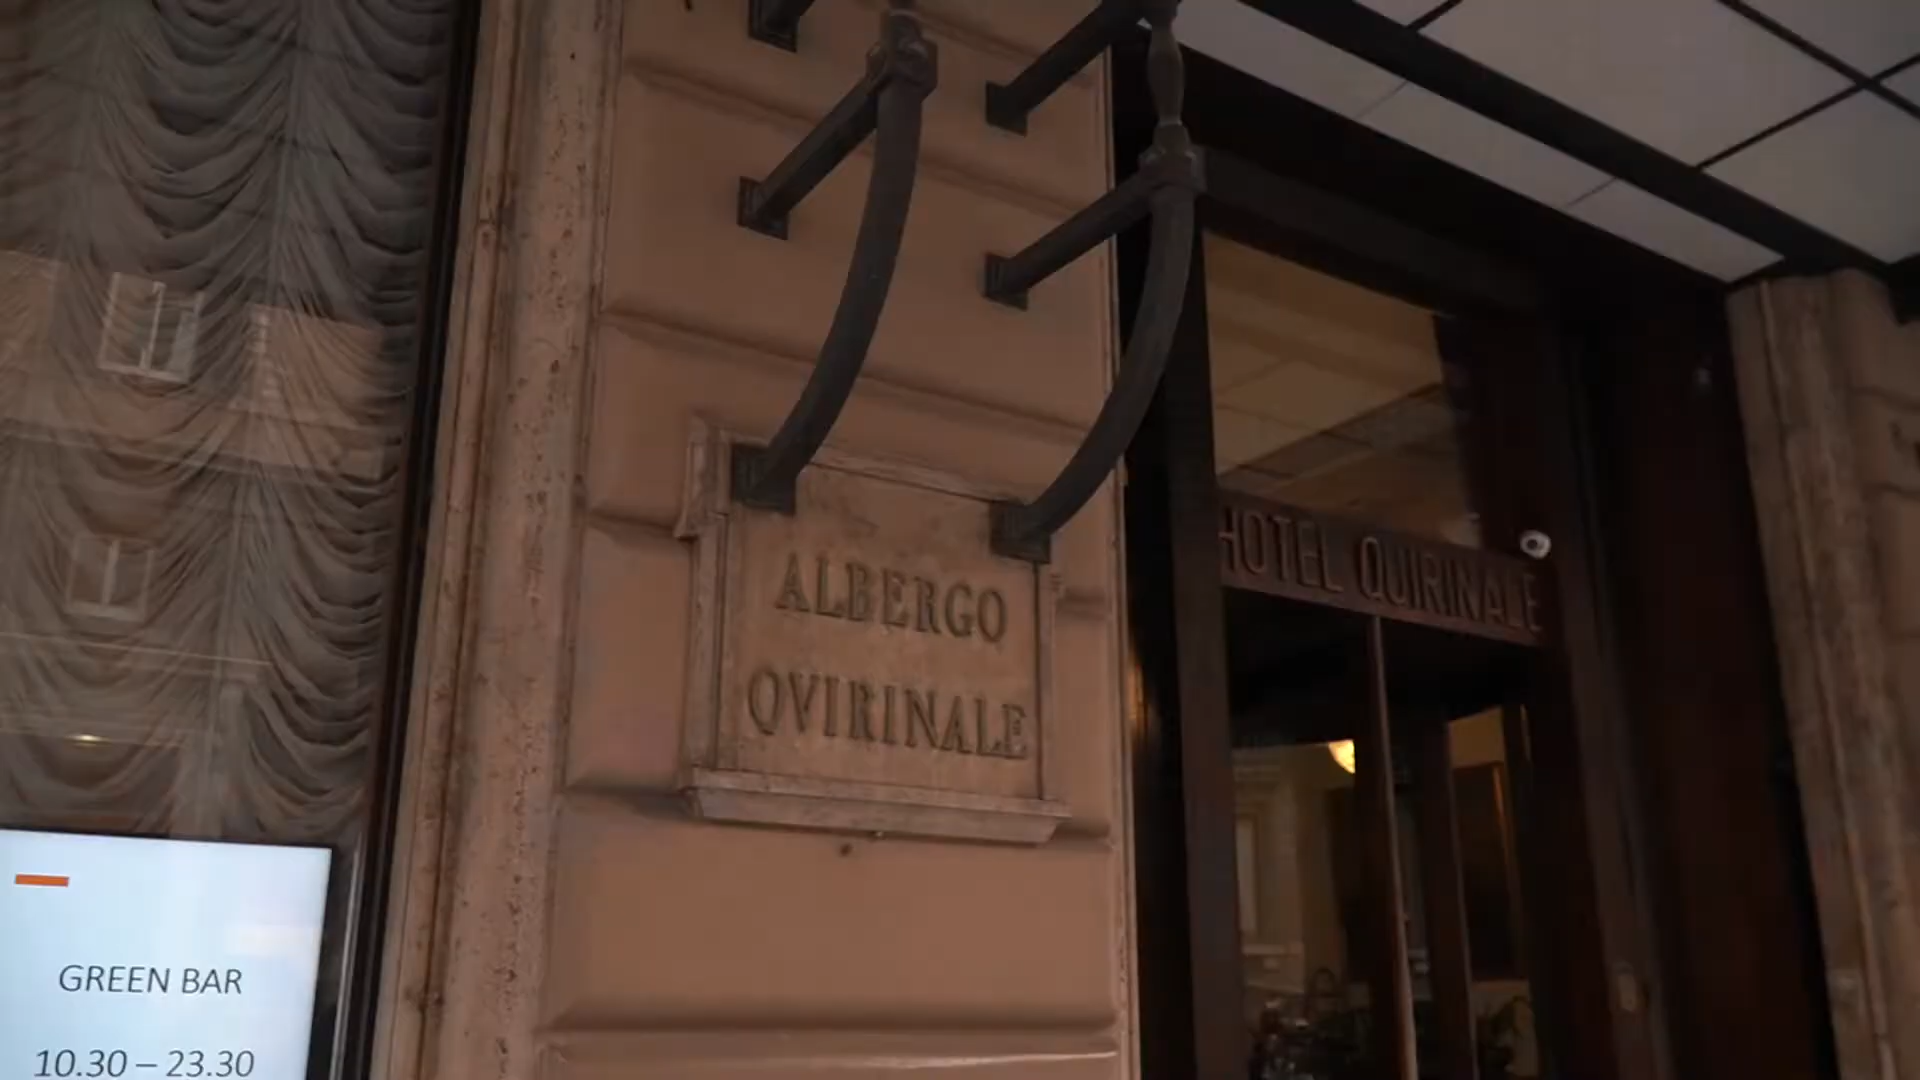 ALBERGO
QVIRINALE
HOTEL QUIRINALE
GREEN BAR
10.30 – 23.30